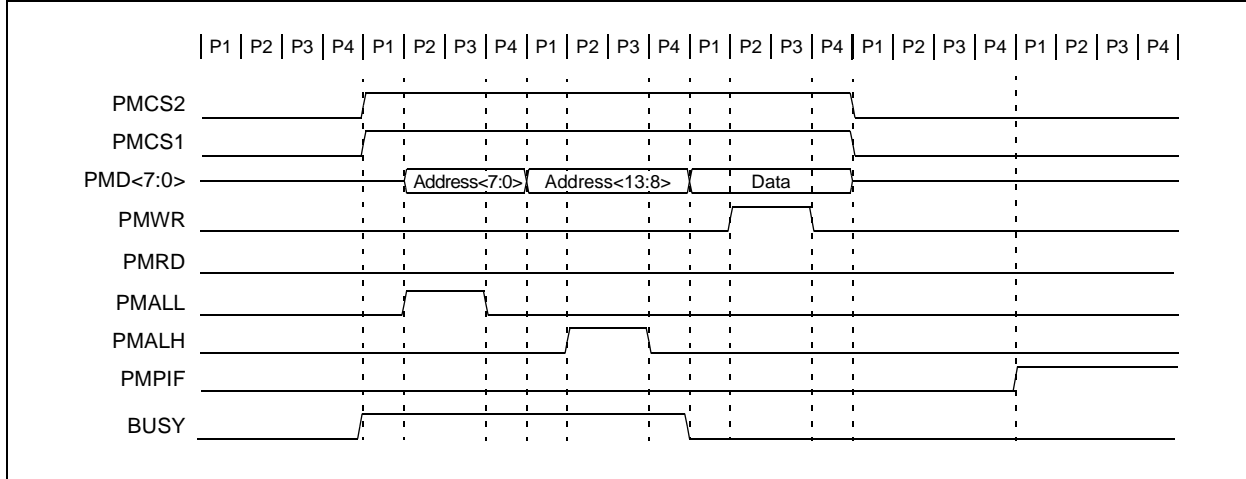 P1 P2 P3 P4 P1 P2 P3 P4 P1 P2 P3 P4 P1 P2 P3 P4 P1 P2 P3 P4 P1 P2 P3 P4
PMCS2
PMCS1
PMD<7:0> Address<7:0> Address<13:8> Data
PMWR
PMRD
PMALL
PMALH
PMPIF
BUSY